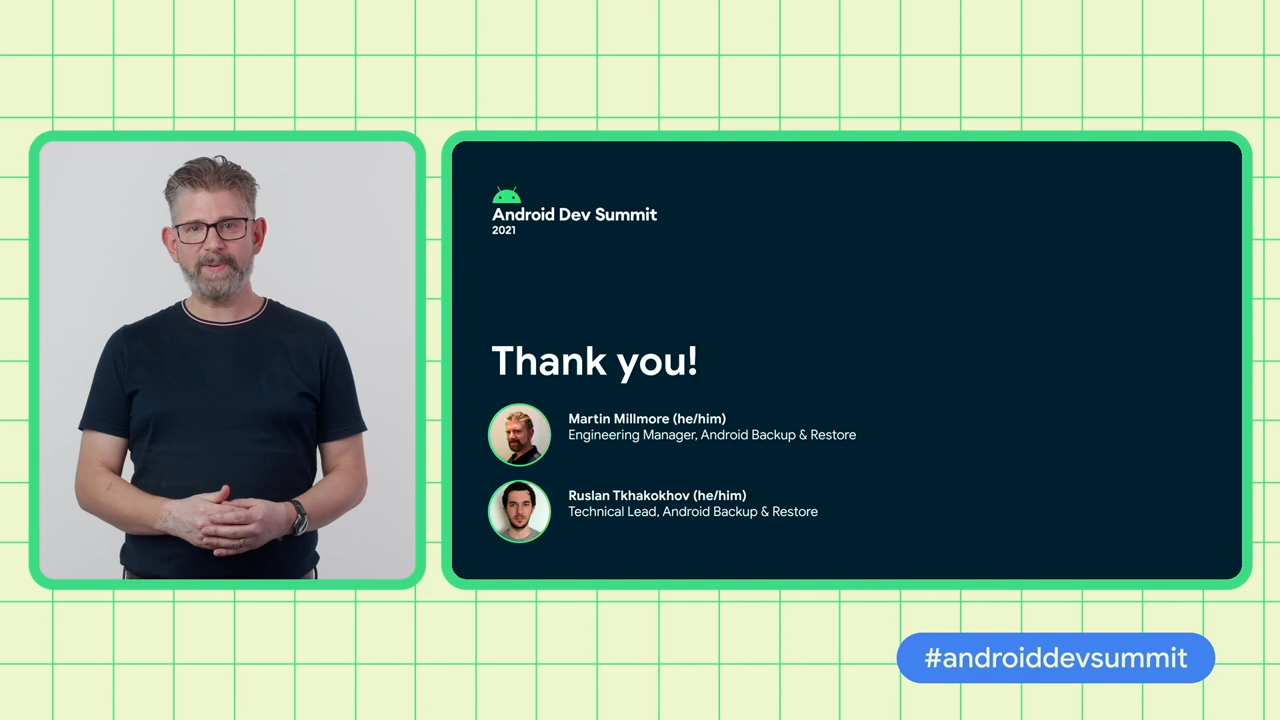 Android Dev Summit
2021
Thank you!
Martin Millmore (he/him)
Engineering Manager, Android Backup & Restore
Ruslan Tkhakokhov (he/him)
Technical Lead, Android Backup & Restore
#androiddevsummit